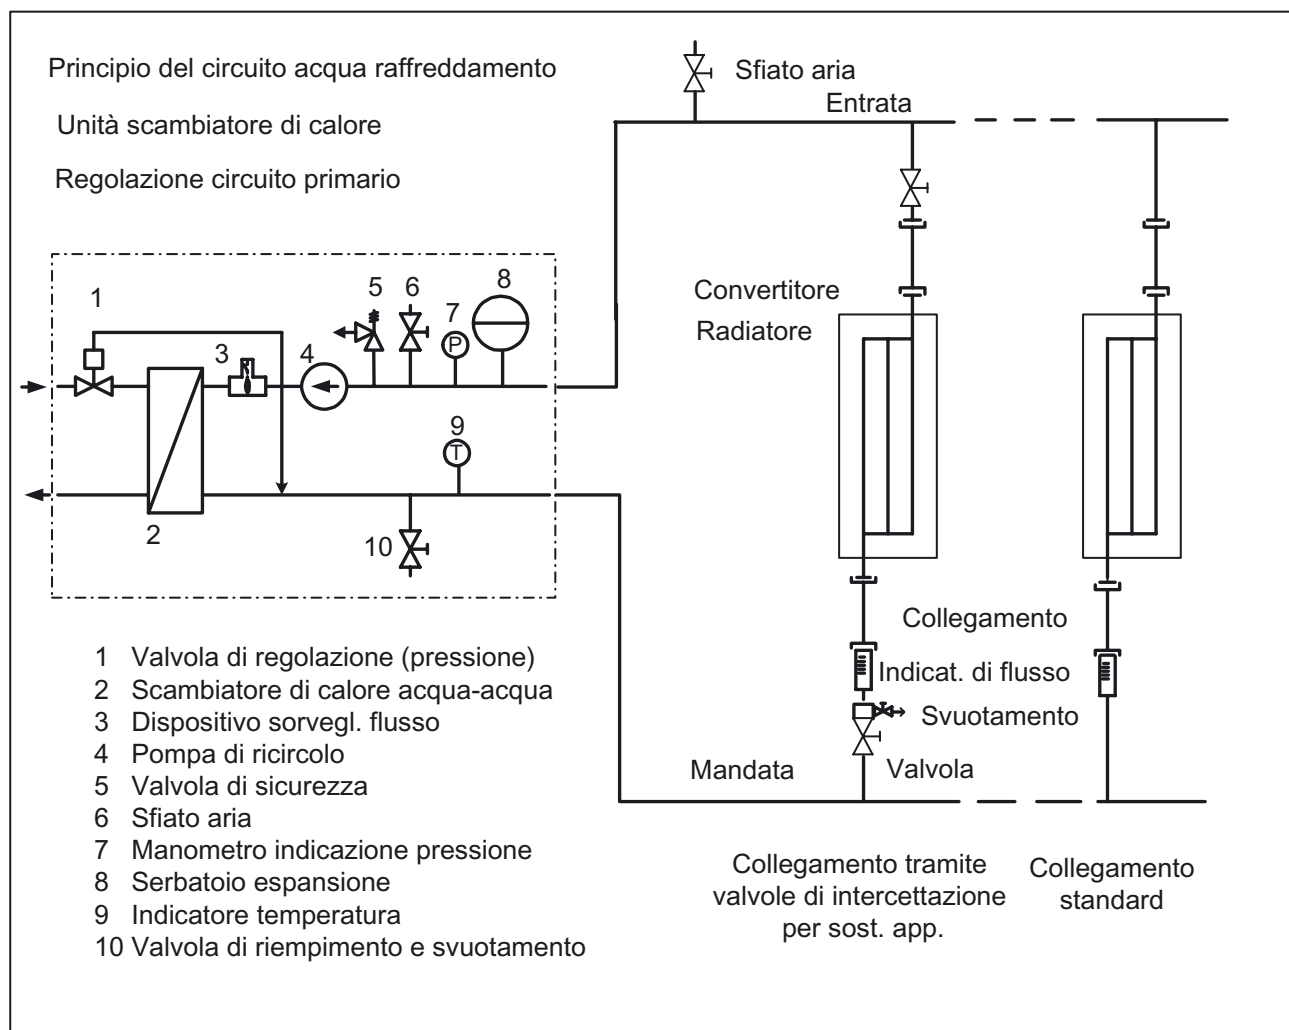 Principio del circuito acqua raffreddamento
Unità scambiatore di calore
Regolazione circuito primario
Sfiato aria
Entrata
Convertitore
Radiatore
1
5
6
7
8
3
4
P
9
T
2
10
Collegamento
Indicat. di flusso
Svuotamento
Mandata
Valvola
1 Valvola di regolazione (pressione)
2 Scambiatore di calore acqua-acqua
3 Dispositivo sorvegl. flusso
4 Pompa di ricircolo
5 Valvola di sicurezza
6 Sfiato aria
7 Manometro indicazione pressione
8 Serbatoio espansione
9 Indicatore temperatura
10 Valvola di riempimento e svuotamento
Collegamento tramite
valvole di intercettazione
per sost. app.
Collegamento
standard